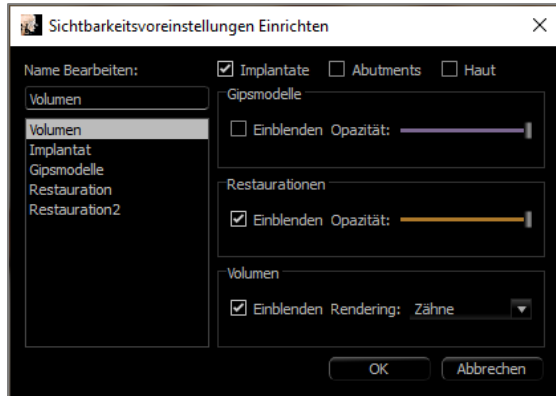 Sichtbarkeitsvoreinstellungen Einrichten
Name Bearbeiten:
Volumen
Volumen
Implantat
Gipsmodelle
Restauration
Restauration2
Implantate Abutments Haut
Gipsmodelle
Einblenden Opazität:
Restaurationen
Einblenden Opazität:
Volumen
Einblenden Rendering: Zähne
OK Abbrechen